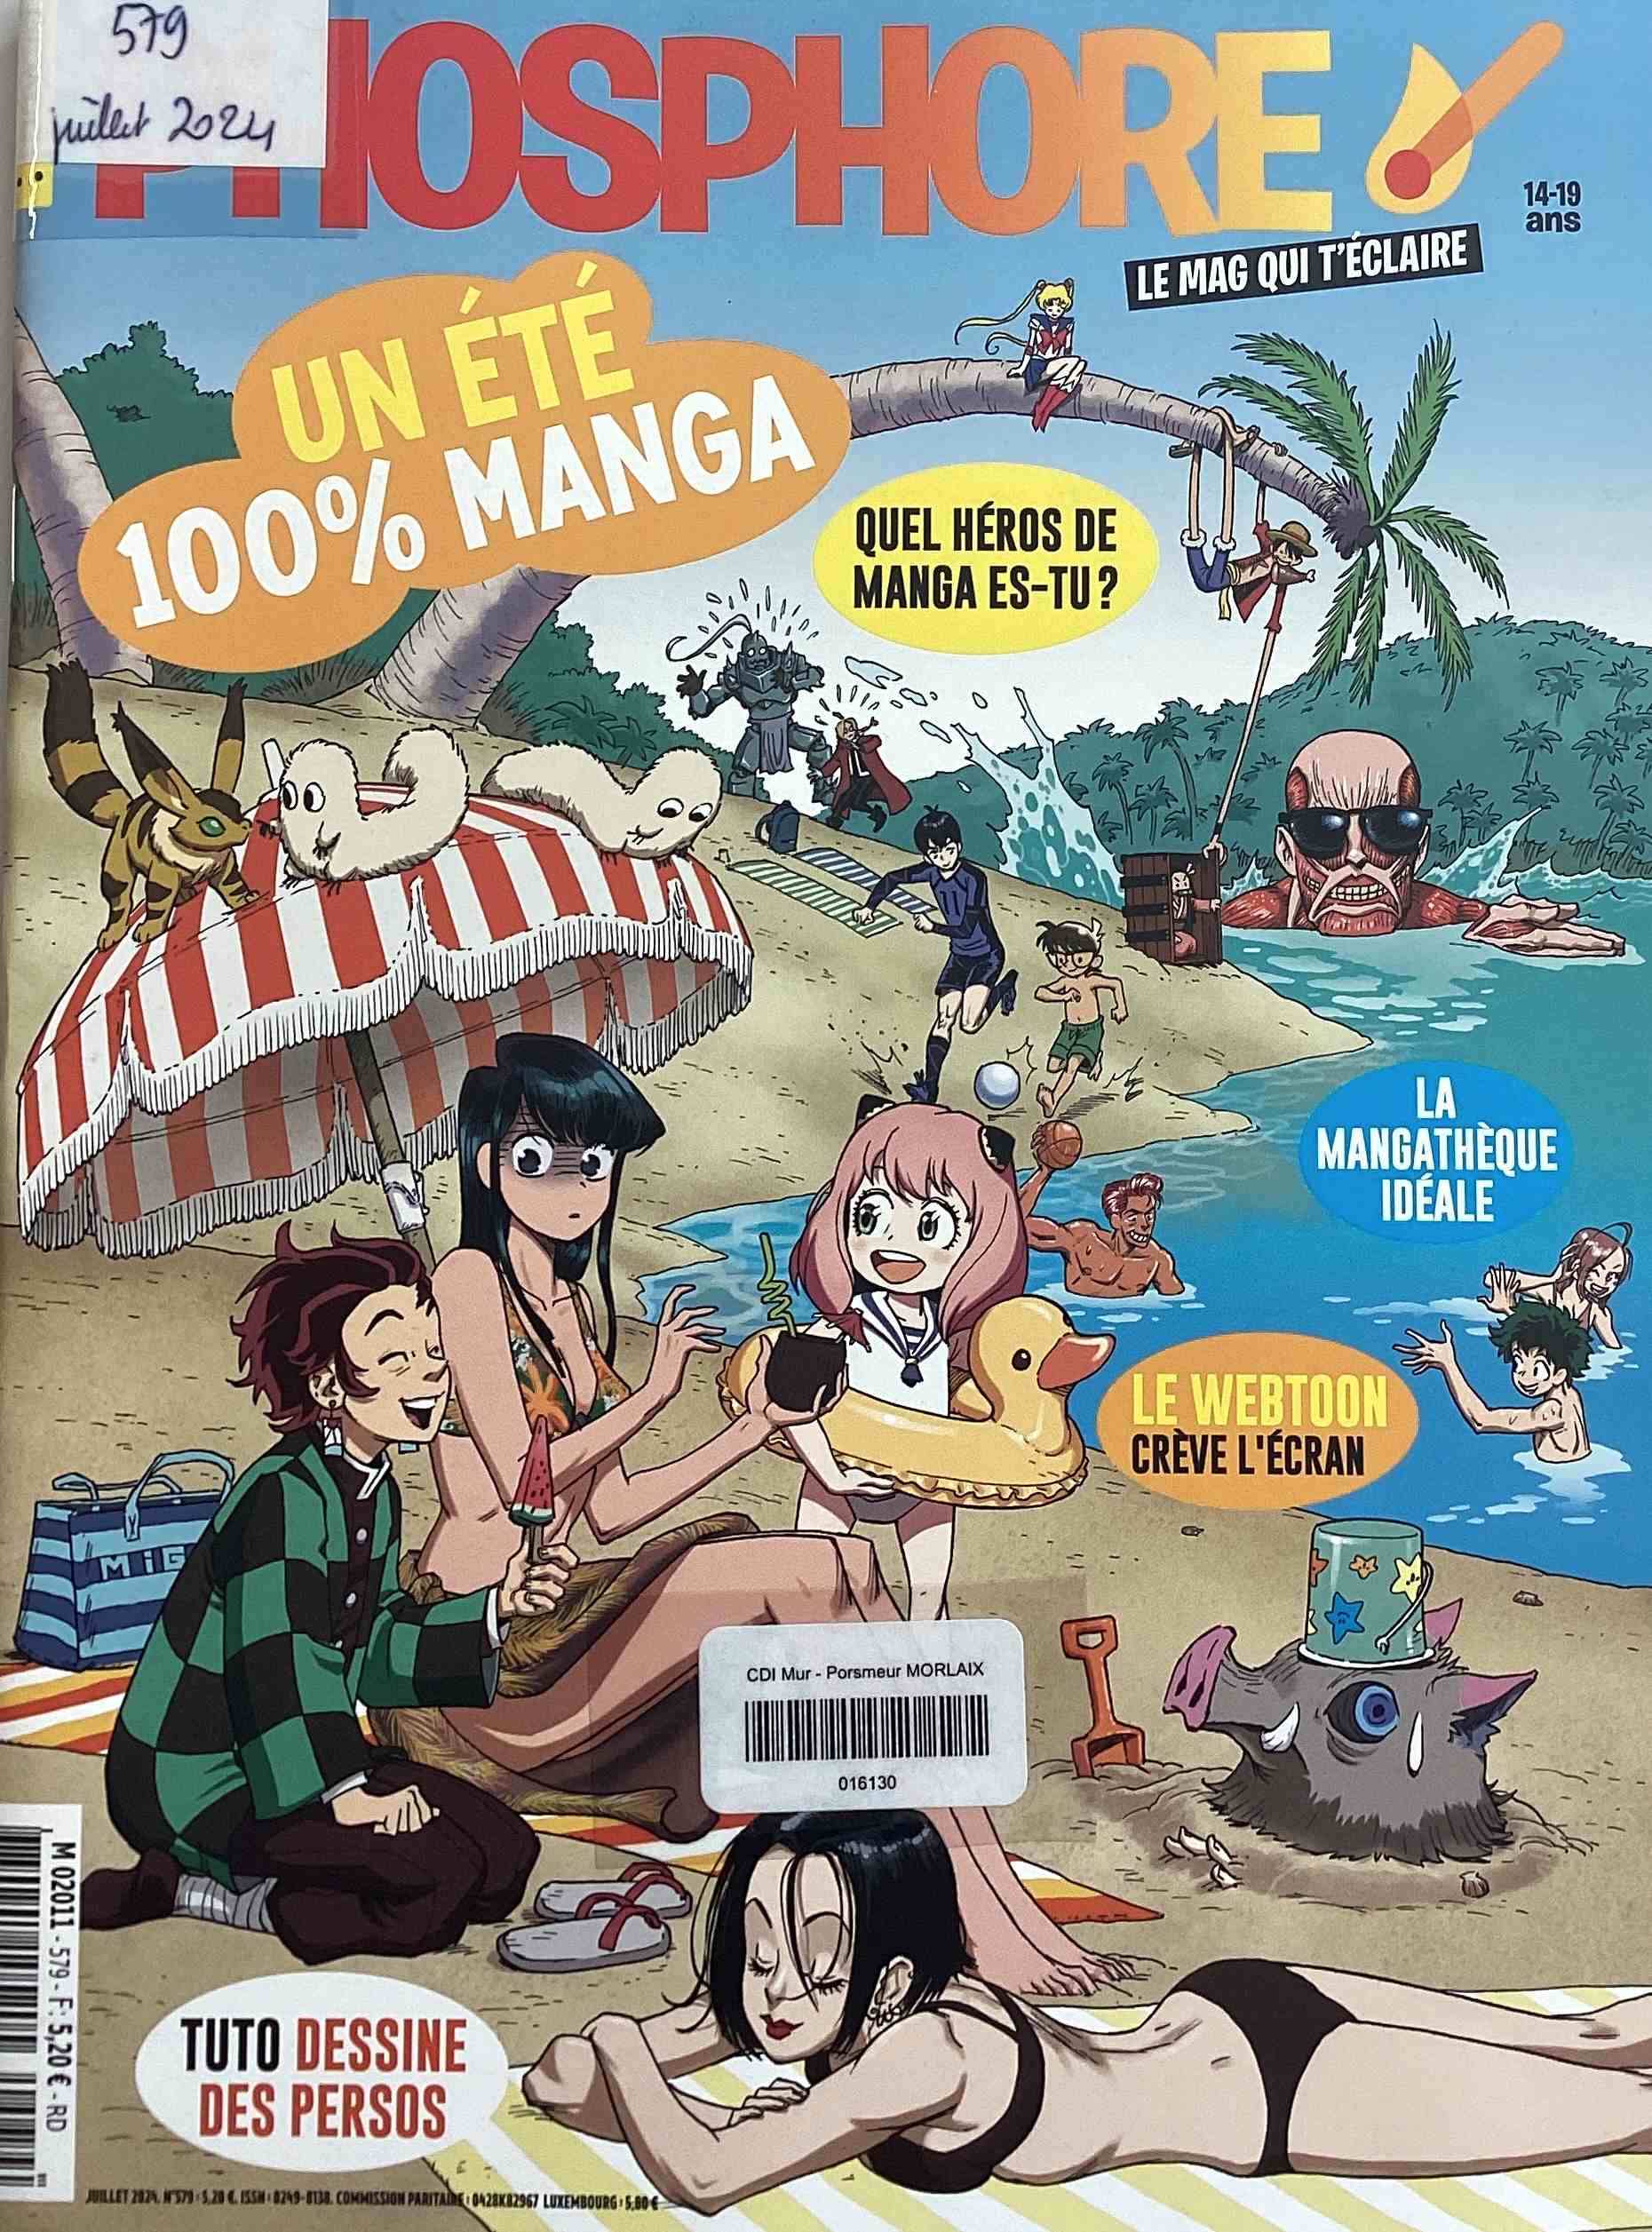 579
juillet 2024
PHOSPHORE
14-19
ans
LE MAG QUI T'ÉCLAIRE
UN ÉTÉ
100% MANGA
QUEL HÉROS DE
MANGA ES-TU ?
11
LA
MANGATHÈQUE
IDÉALE
LE WEBTOON
CRÈVE L'ÉCRAN
MiG
CDI Mur - Porsmeur MORLAIX
016130
M 02011 - 579 - F: 5,20 € - RD
TUTO DESSINE
DES PERSOS
JUILLET 2024. N°579 : 5,20 €. ISSN : 0249-0138. COMMISSION PARITAIRE : 0428K82967 LUXEMBOURG : 5,80 €